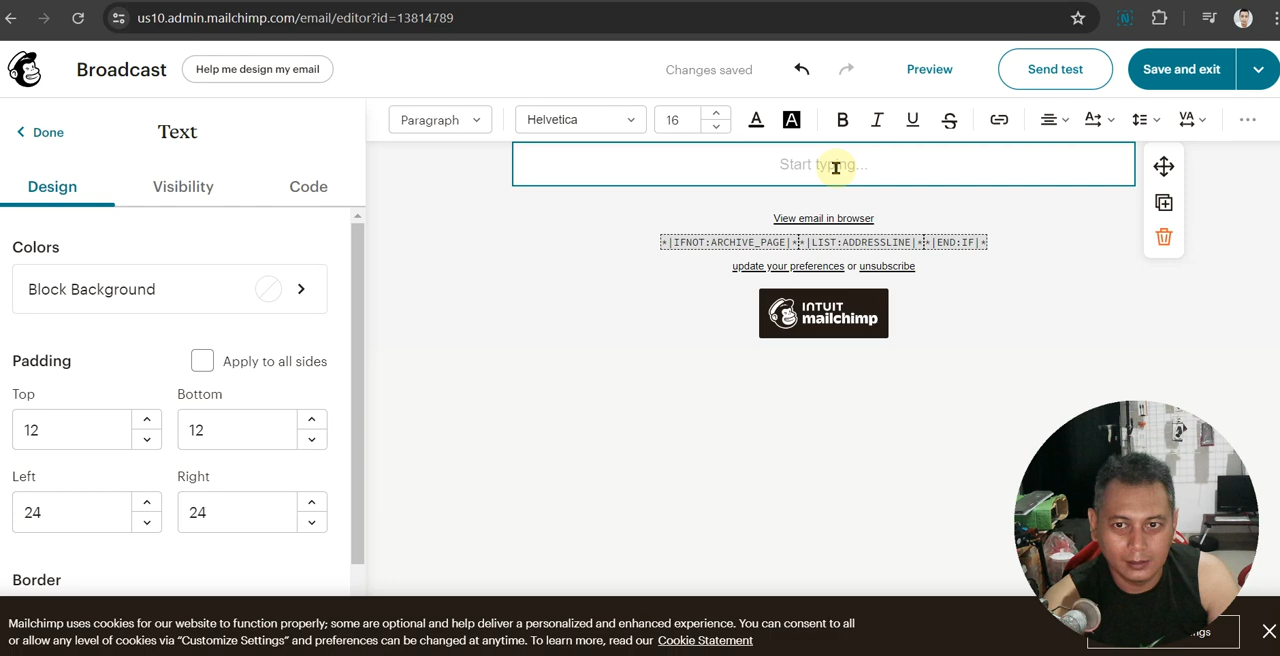 us10.admin.mailchimp.com/email/editor?id=13814789
Broadcast
Help me design my email
Changes saved
Preview
Send test
Save and exit
Done
Text
Paragraph
Helvetica
16
Design
Visibility
Code
Start typing...
Colors
Block Background
View email in browser
*|IFNOT:ARCHIVE_PAGE|**|LIST:ADDRESSLINE|**|END:IF|*
update your preferences or unsubscribe
INTUIT
mailchimp
Padding
Apply to all sides
Top
Bottom
12
12
Left
Right
24
24
Border
Mailchimp uses cookies for our website to function properly; some are optional and help deliver a personalized and enhanced experience. You can consent to all
or allow any level of cookies via “Customize Settings” and preferences can be changed at anytime. To learn more, read our Cookie Statement